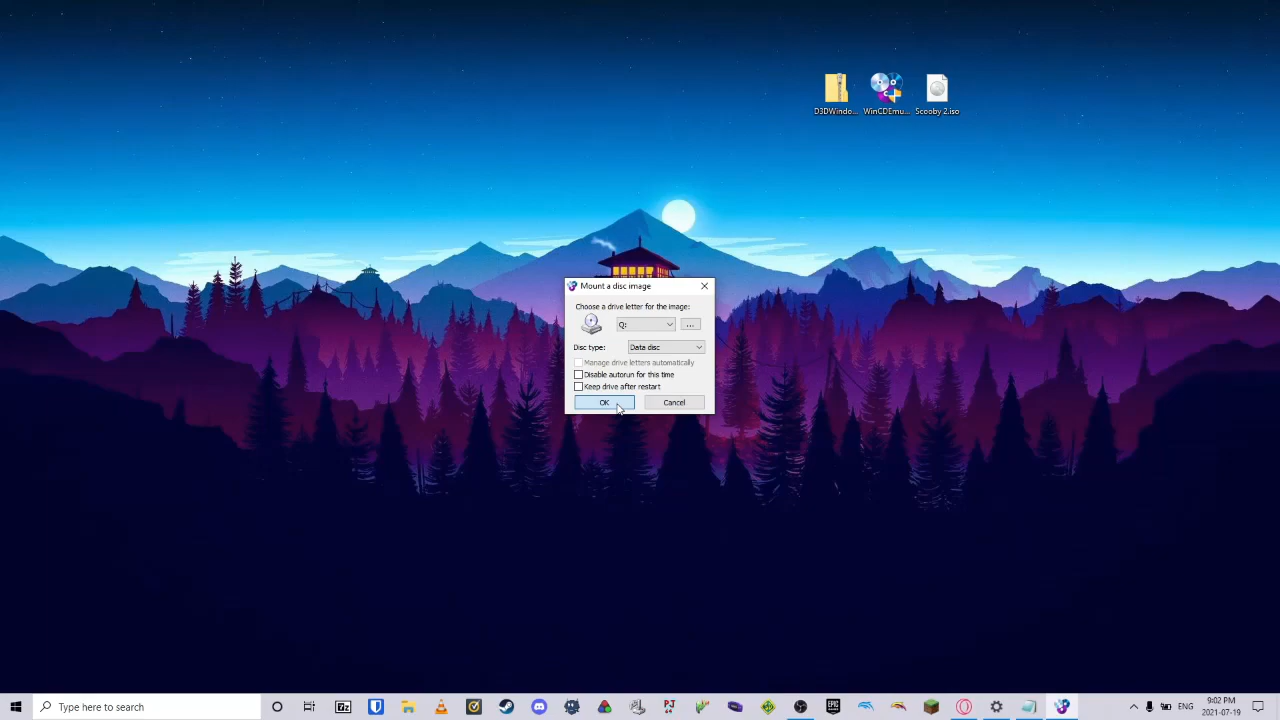 D3DWindo...
WinCDEmu...
Scooby 2.iso
Mount a disc image
Choose a drive letter for the image:
Q:
...
Disc type:
Data disc
Manage drive letters automatically
Disable autorun for this time
Keep drive after restart
OK
Cancel
Type here to search
EPIC
GAMES
ENG
9:02 PM
2021-07-19